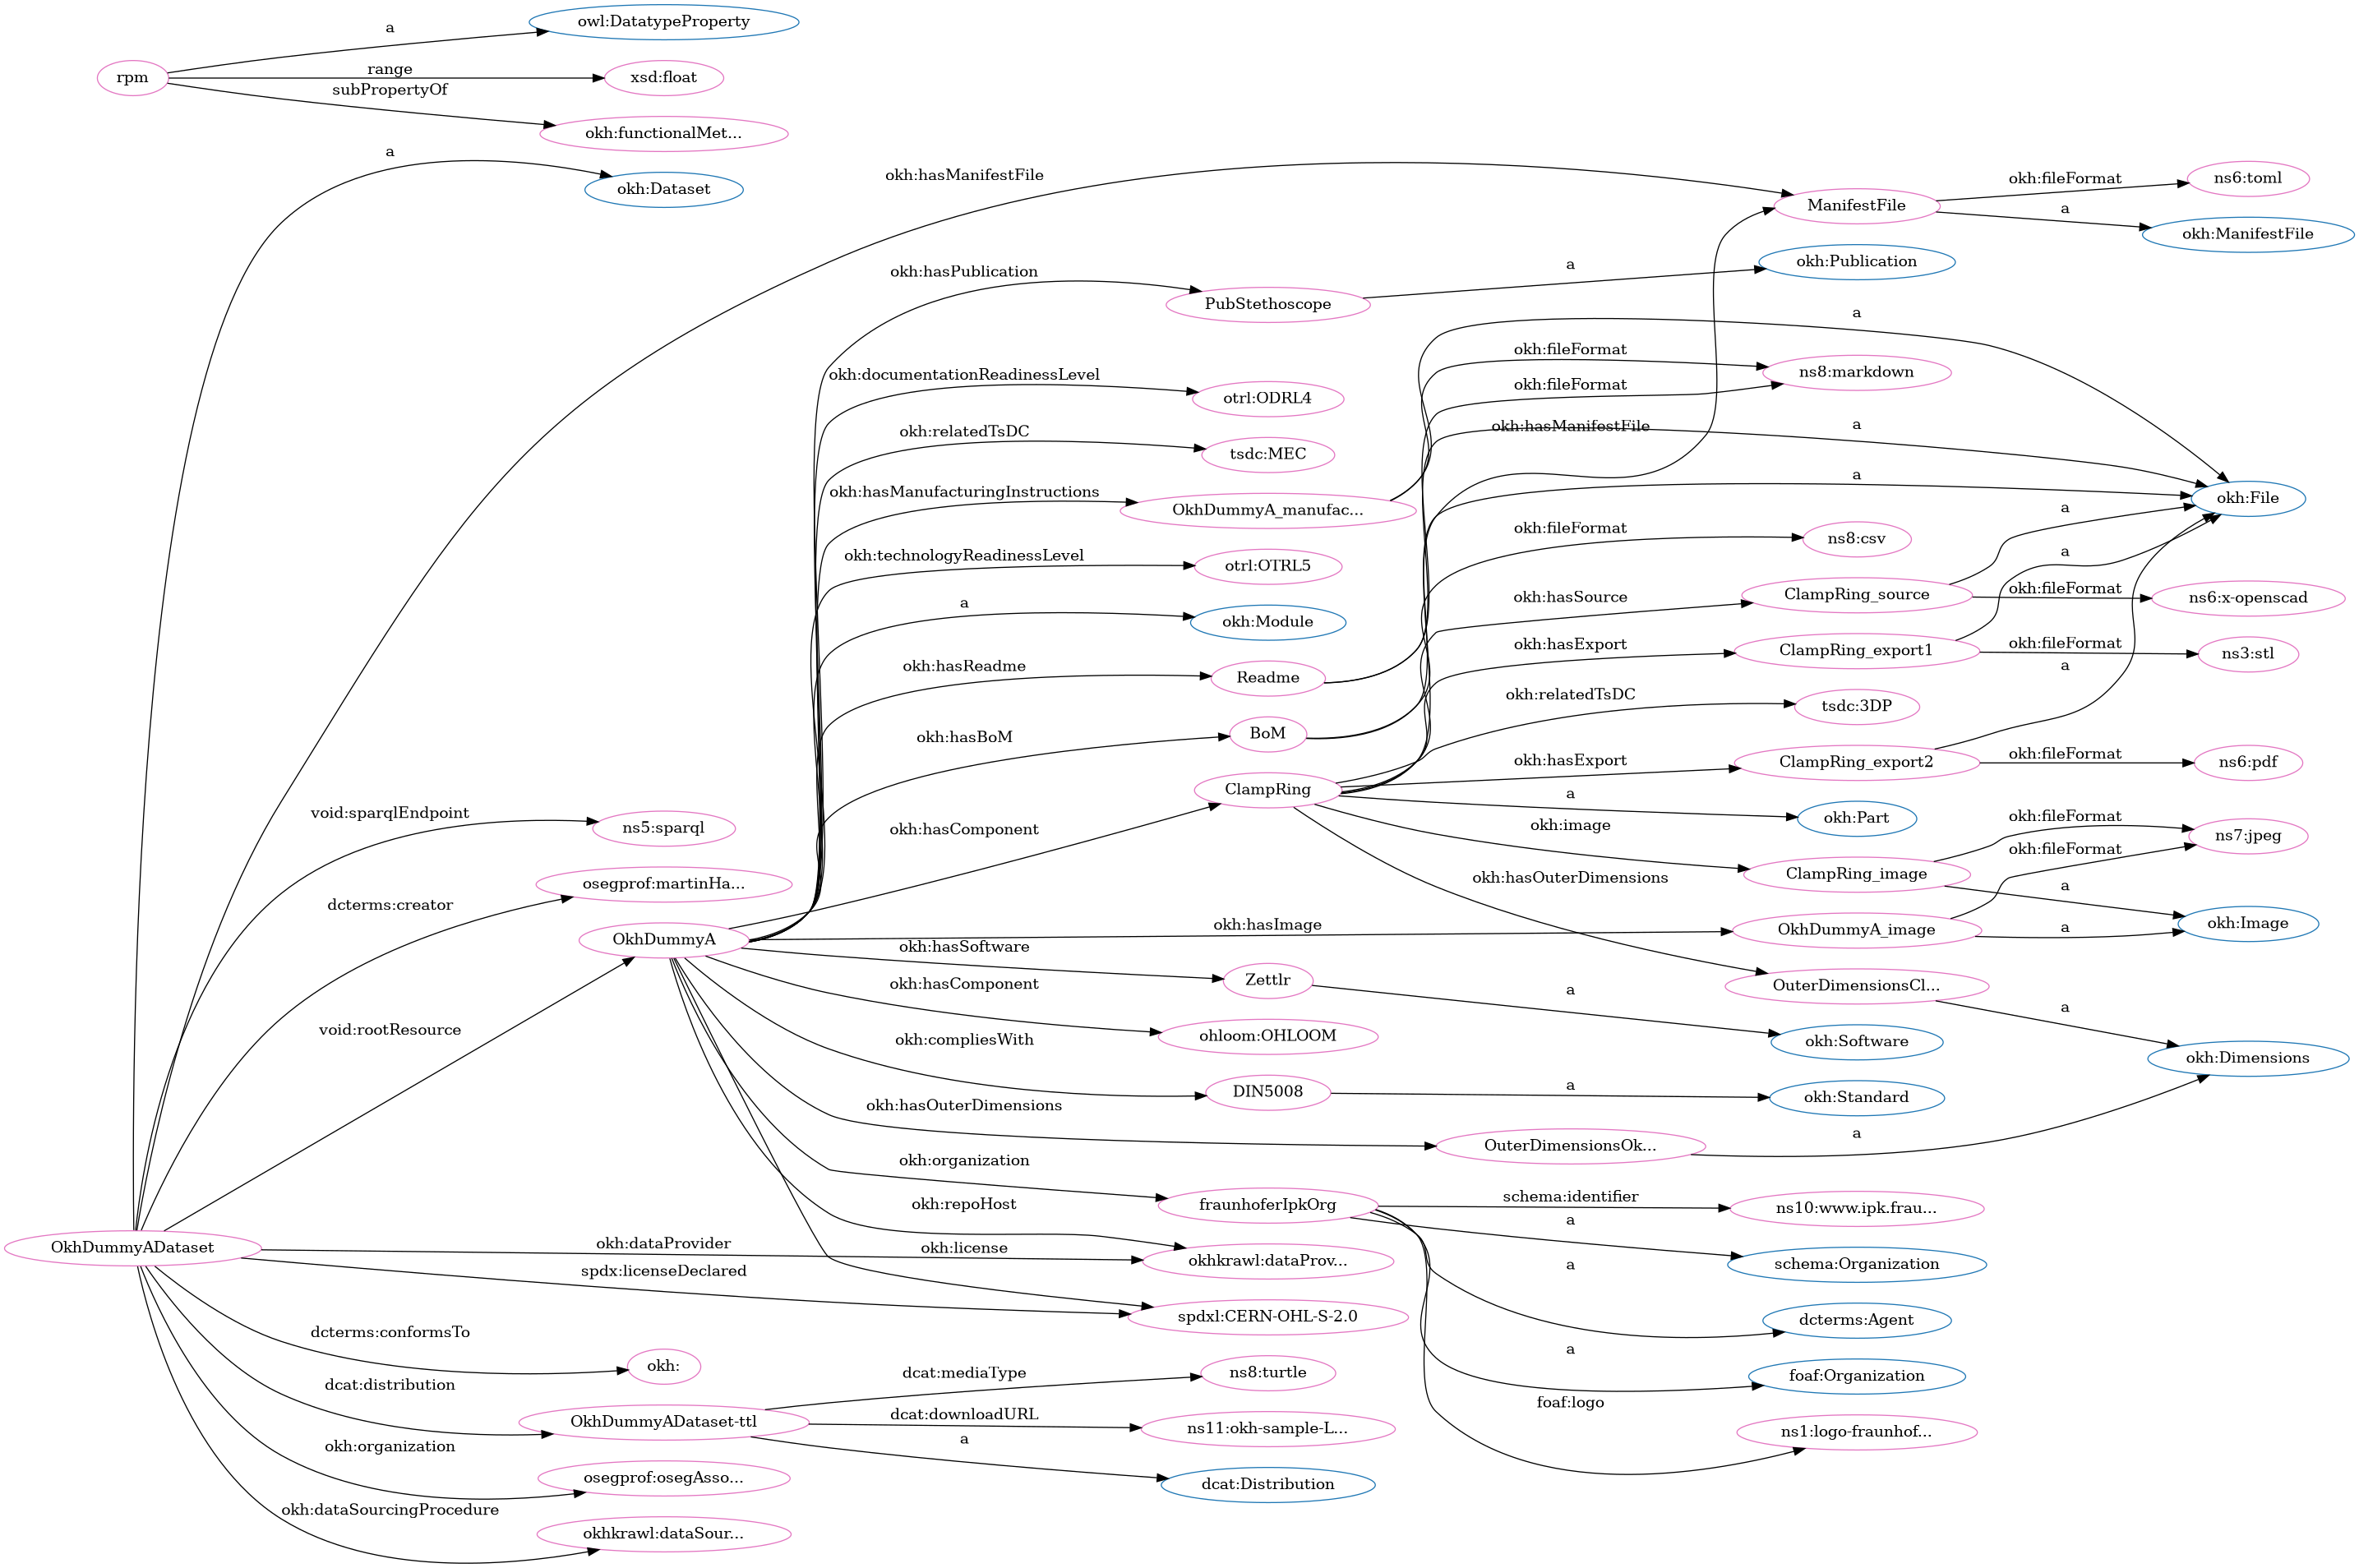 owl:DatatypeProperty
a
rpm
range
xsd:float
subPropertyOf
okh:functionalMet...
a
okh:Dataset
okh:hasManifestFile
ManifestFile
okh:fileFormat
ns6:toml
a
okh:ManifestFile
okh:hasPublication
PubStethoscope
a
okh:Publication
a
okh:documentationReadinessLevel
otrl:ODRL4
okh:fileFormat
ns8:markdown
okh:fileFormat
okh:relatedTsDC
tsdc:MEC
okh:hasManifestFile
a
okh:hasManufacturingInstructions
OkhDummyA_manufac...
a
okh:File
okh:technologyReadinessLevel
otrl:OTRL5
okh:fileFormat
ns8:csv
a
a
okh:Module
okh:hasSource
ClampRing_source
okh:fileFormat
ns6:x-openscad
a
okh:hasReadme
Readme
okh:hasExport
ClampRing_export1
okh:fileFormat
ns3:stl
a
okh:hasBoM
BoM
okh:relatedTsDC
tsdc:3DP
okh:hasExport
ClampRing_export2
okh:fileFormat
ns6:pdf
ClampRing
a
okh:Part
void:sparqlEndpoint
ns5:sparql
okh:hasComponent
okh:image
okh:fileFormat
ns7:jpeg
okh:fileFormat
osegprof:martinHa...
dcterms:creator
okh:hasOuterDimensions
ClampRing_image
a
okh:Image
OkhDummyA
okh:hasImage
OkhDummyA_image
a
okh:hasSoftware
Zettlr
a
OuterDimensionsCl...
a
okh:hasComponent
ohloom:OHLOOM
okh:Software
okh:Dimensions
void:rootResource
okh:compliesWith
DIN5008
a
okh:Standard
okh:hasOuterDimensions
OuterDimensionsOk...
a
okh:organization
fraunhoferIpkOrg
schema:identifier
ns10:www.ipk.frau...
okh:repoHost
a
OkhDummyADataset
okh:dataProvider
okh:license
okhkrawl:dataProv...
a
schema:Organization
spdx:licenseDeclared
spdxl:CERN-OHL-S-2.0
dcterms:Agent
dcterms:conformsTo
okh:
a
dcat:mediaType
ns8:turtle
foaf:Organization
dcat:distribution
OkhDummyADataset-ttl
dcat:downloadURL
ns11:okh-sample-L...
foaf:logo
ns1:logo-fraunhof...
okh:organization
osegprof:osegAsso...
a
dcat:Distribution
okh:dataSourcingProcedure
okhkrawl:dataSour...